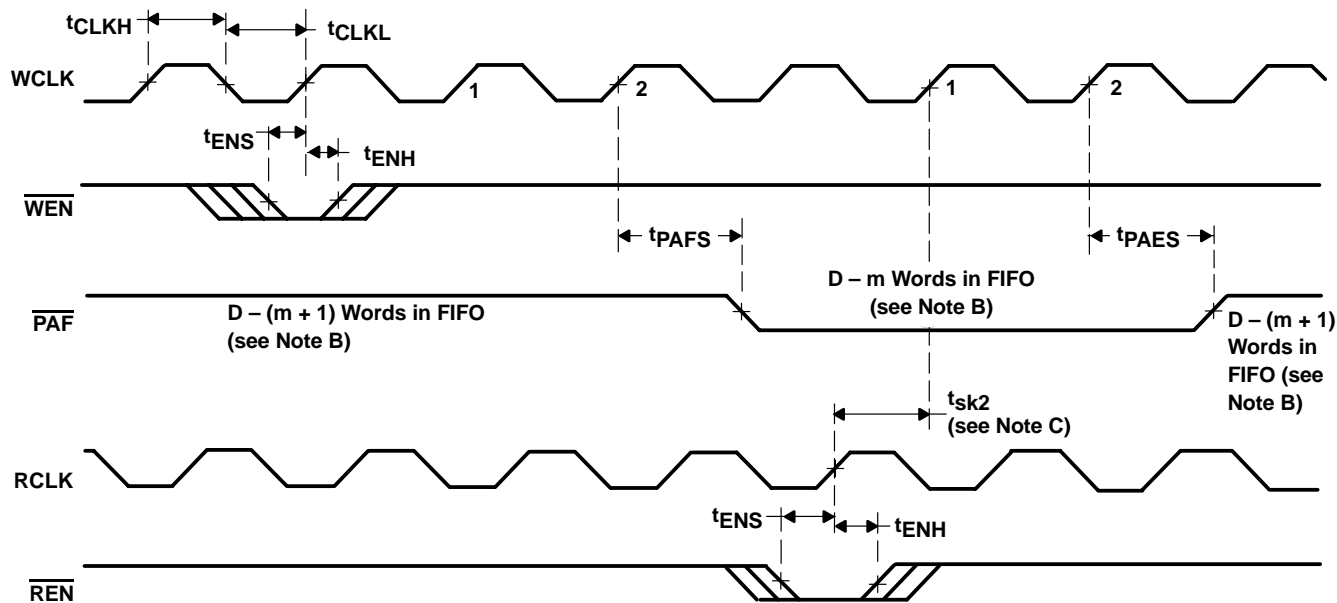 tCLKH
tCLKL
WCLK
1
2
1
2
tENS
tENH
WEN
tPAFS
tPAES
D – m Words in FIFO
(see Note B)
PAF
D – (m + 1) Words in FIFO
(see Note B)
D – (m + 1)
Words in
FIFO (see
Note B)
tsk2
(see Note C)
RCLK
tENS
tENH
REN